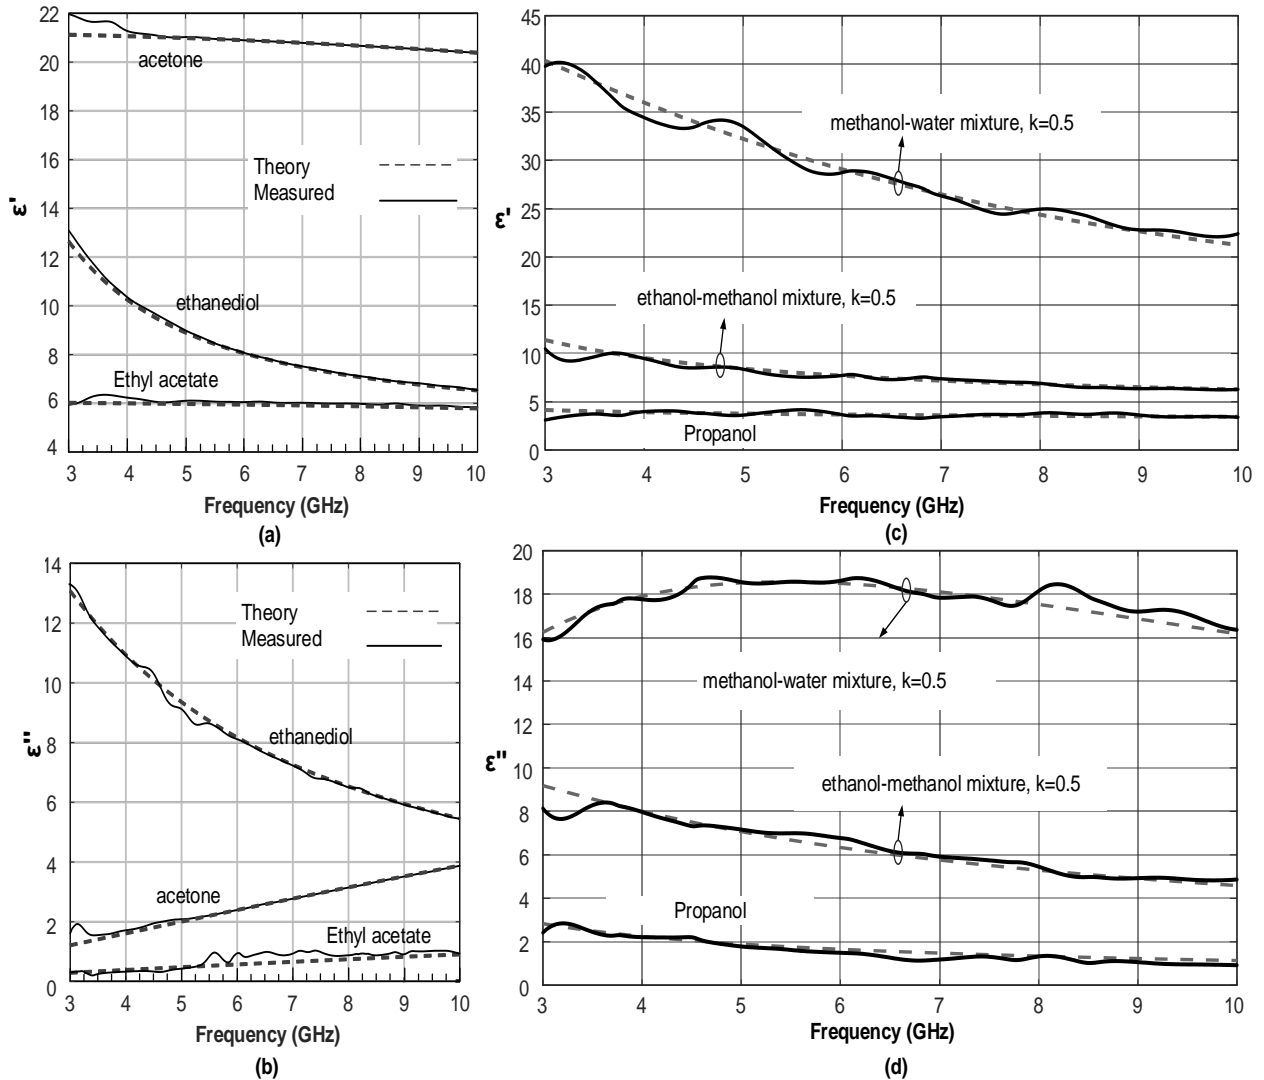 22
20
18
16
14
12
10
8
6
4
ε'
acetone
Theory
Measured
ethanediol
Ethyl acetate
3 4 5 6 7 8 9 10
Frequency (GHz)
(a)
45
40
35
30
25
20
15
10
5
0
ε'
methanol-water mixture, k=0.5
ethanol-methanol mixture, k=0.5
Propanol
3 4 5 6 7 8 9 10
Frequency (GHz)
(c)
14
12
10
8
6
4
2
0
ε''
Theory
Measured
ethanediol
acetone
Ethyl acetate
3 4 5 6 7 8 9 10
Frequency (GHz)
(b)
20
18
16
14
12
10
8
6
4
2
0
ε''
methanol-water mixture, k=0.5
ethanol-methanol mixture, k=0.5
Propanol
3 4 5 6 7 8 9 10
Frequency (GHz)
(d)